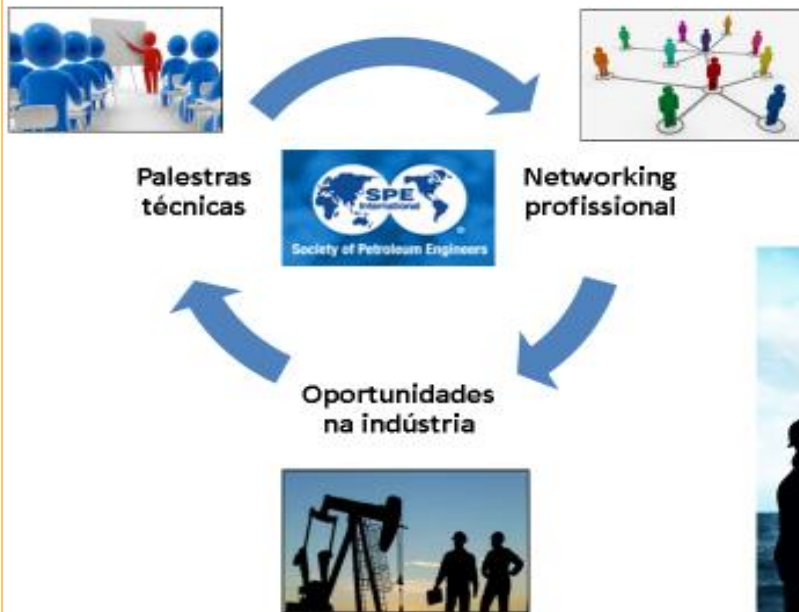 Palestras
técnicas
SPE
International
®
Society of Petroleum Engineers
Networking
profissional
Oportunidades
na indústria